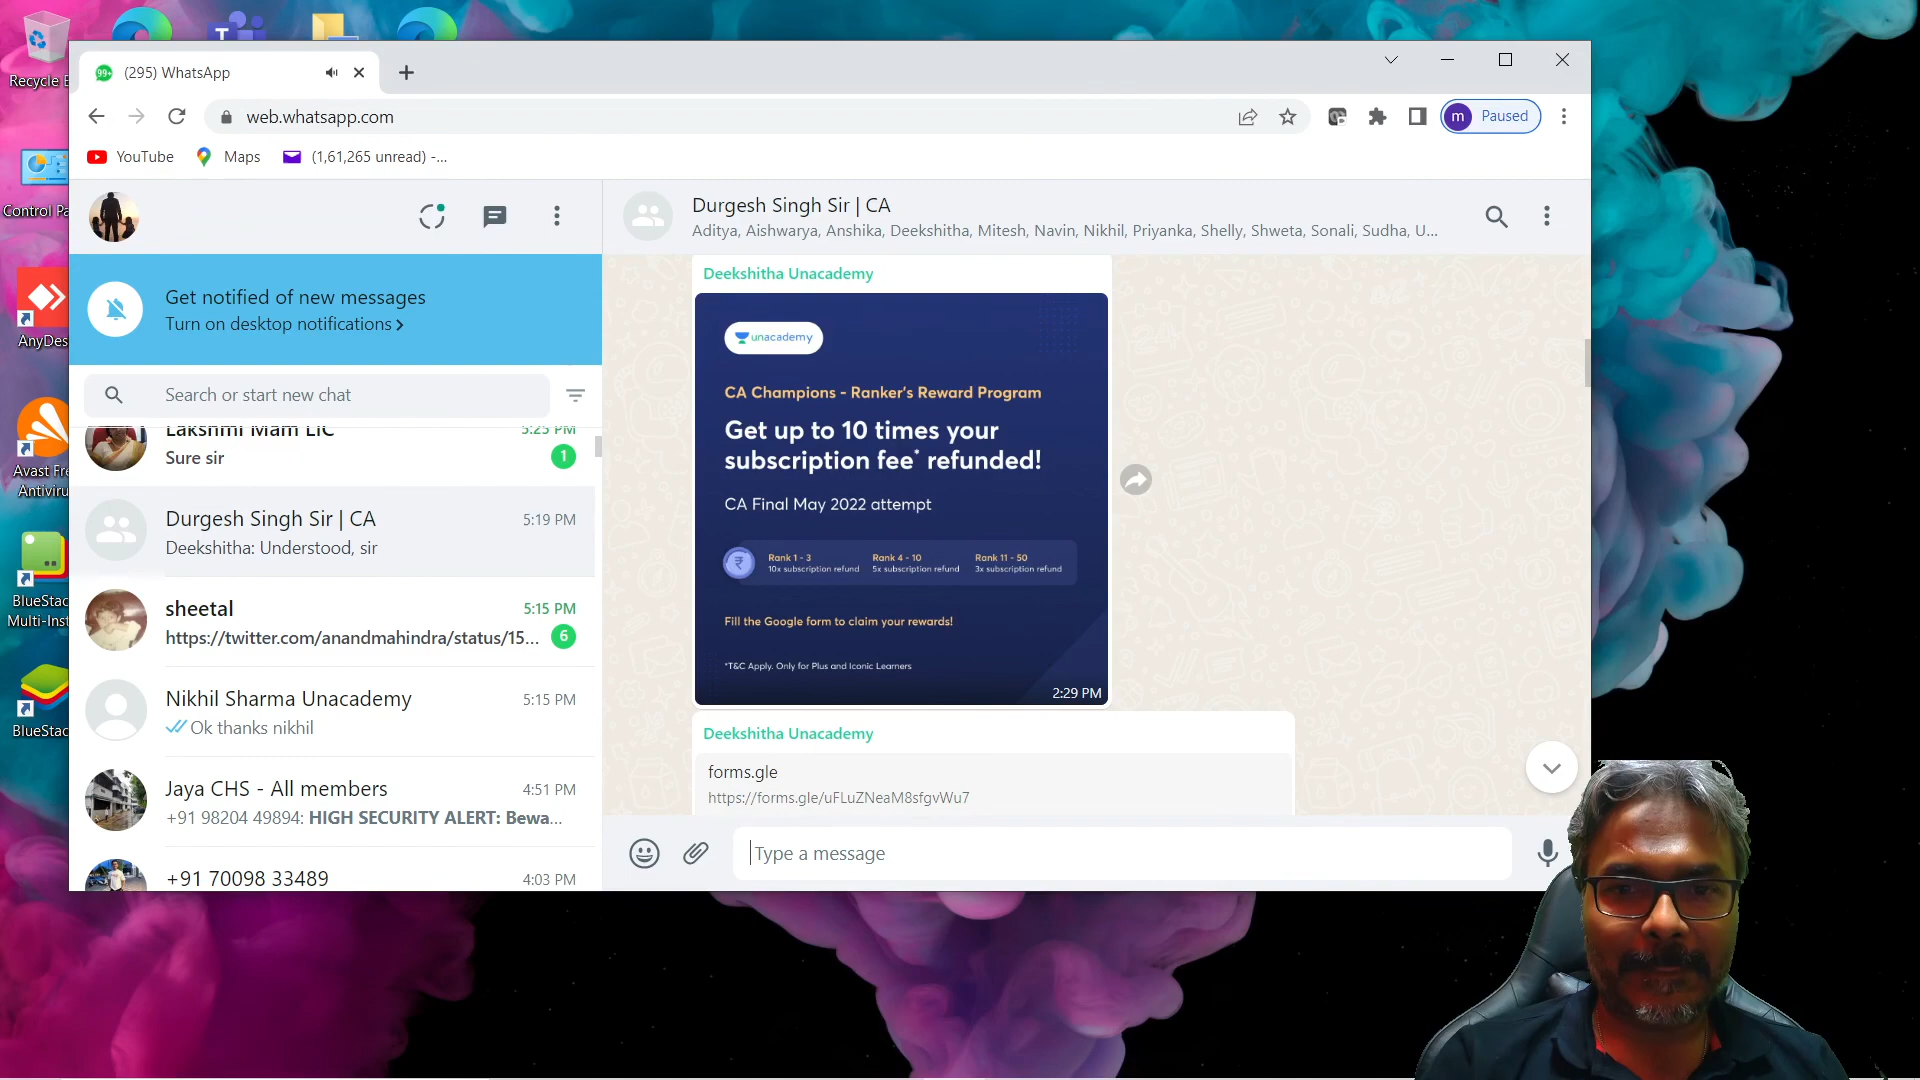 Recycle B
Control Pa
AnyDes
Avast Fre
Antiviru
BlueStac
Multi-Inst
BlueStac
99+
(295) WhatsApp
web.whatsapp.com
m
Paused
YouTube
Maps
(1,61,265 unread) -...
Get notified of new messages
Turn on desktop notifications >
Search or start new chat
Lakshmi Mam LIC
5:25 PM
Sure sir
1
Durgesh Singh Sir | CA
5:19 PM
Deekshitha: Understood, sir
sheetal
5:15 PM
https://twitter.com/anandmahindra/status/15...
6
Nikhil Sharma Unacademy
5:15 PM
Ok thanks nikhil
Jaya CHS - All members
4:51 PM
+91 98204 49894: HIGH SECURITY ALERT: Bewa...
+91 70098 33489
4:03 PM
Durgesh Singh Sir | CA
Aditya, Aishwarya, Anshika, Deekshitha, Mitesh, Navin, Nikhil, Priyanka, Shelly, Shweta, Sonali, Sudha, U...
Deekshitha Unacademy
unacademy
CA Champions - Ranker's Reward Program
Get up to 10 times your
subscription fee* refunded!
CA Final May 2022 attempt
₹
Rank 1 - 3
10x subscription refund
Rank 4 - 10
5x subscription refund
Rank 11 - 50
3x subscription refund
Fill the Google form to claim your rewards!
*T&C Apply. Only for Plus and Iconic Learners
2:29 PM
Deekshitha Unacademy
forms.gle
https://forms.gle/uFLuZNeaM8sfgvWu7
Type a message